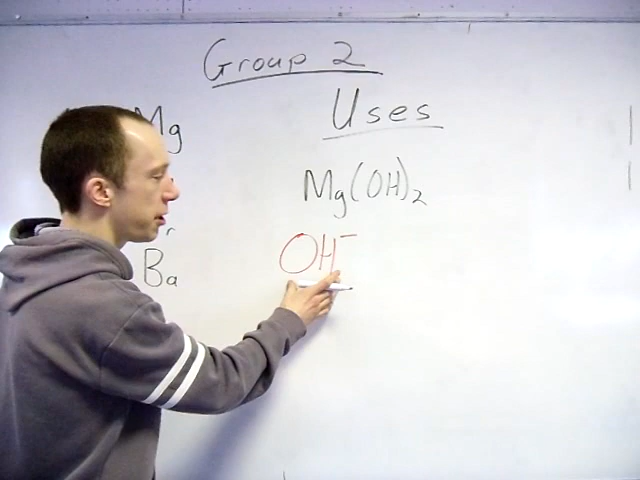 Group 2
Uses
Mg
Mg(OH)₂
r
OH⁻
Ba